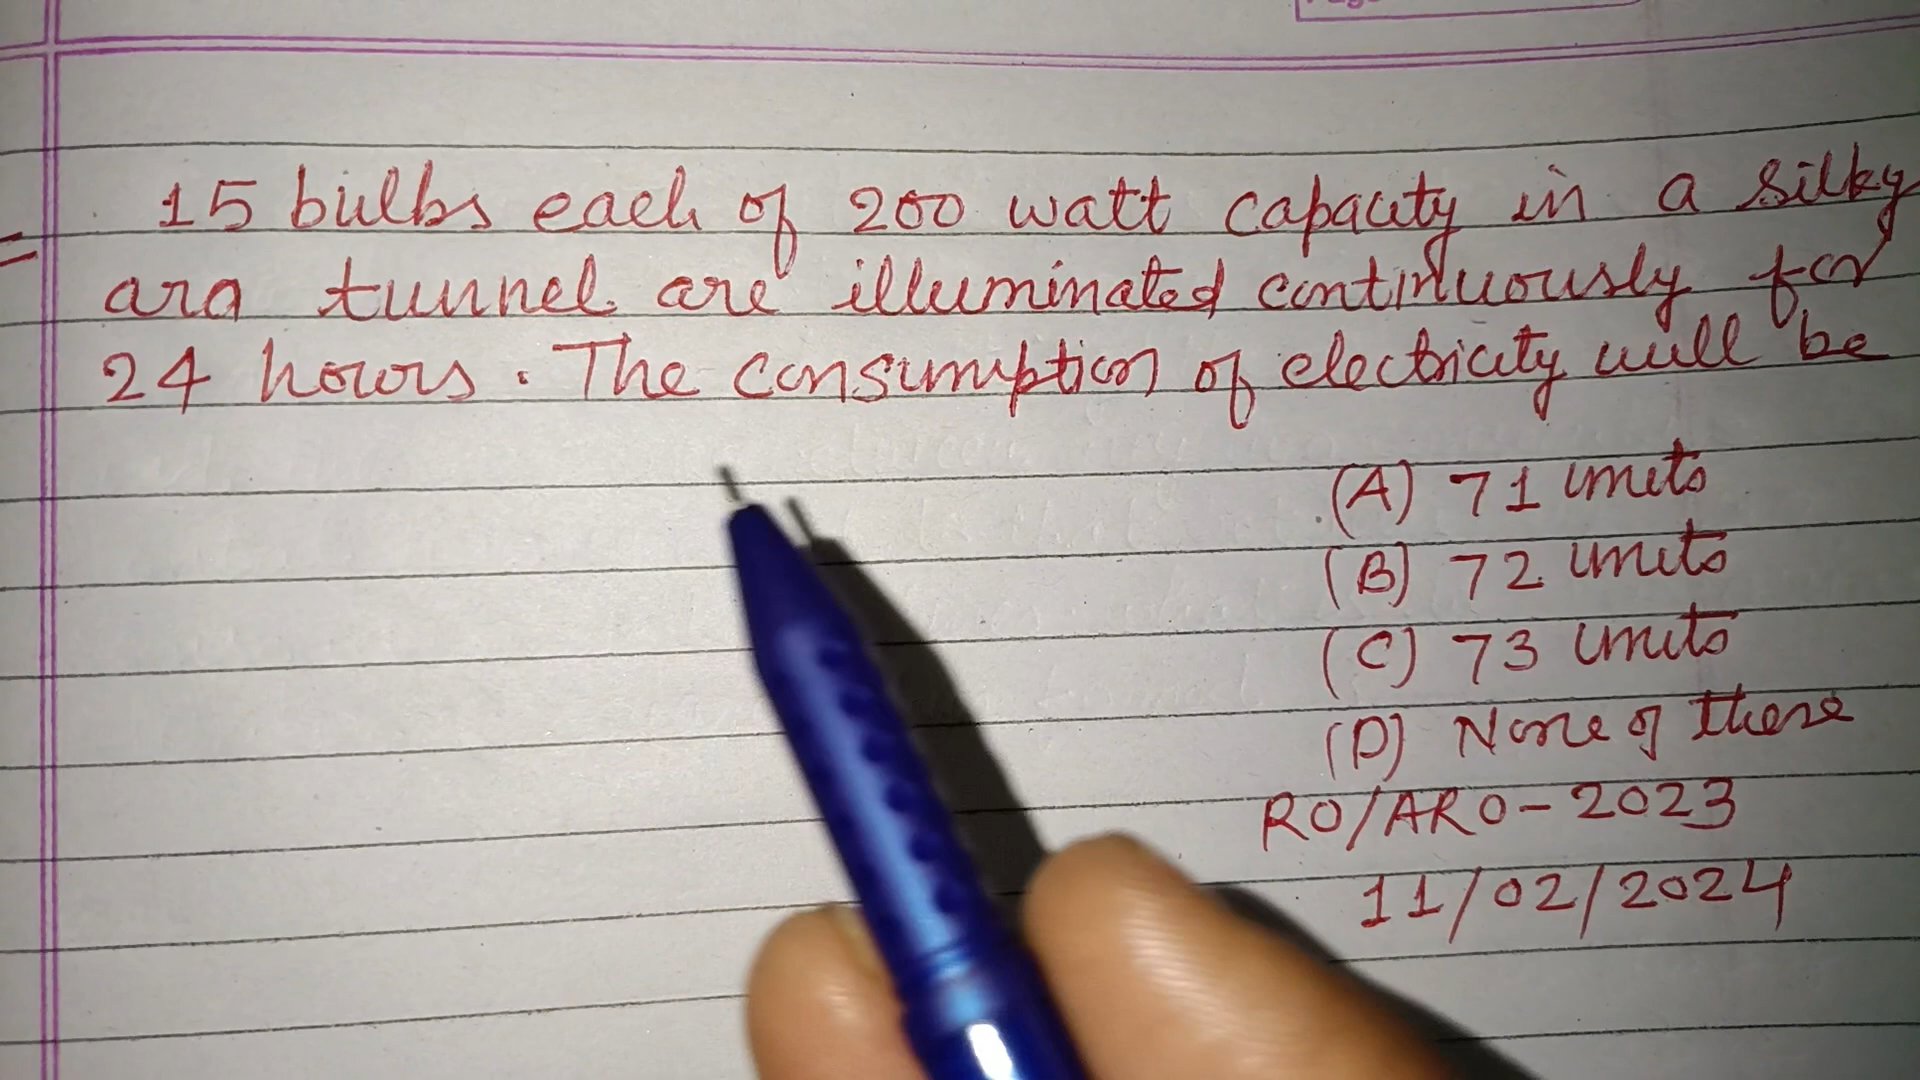 15 bulbs each of 200 watt capacity in a silky
ara tunnel are illuminated continuously for
24 hours. The consumption of electricity will be
(A) 71 units
(B) 72 units
(C) 73 units
(D) None of these
RO/ARO-2023
11/02/2024